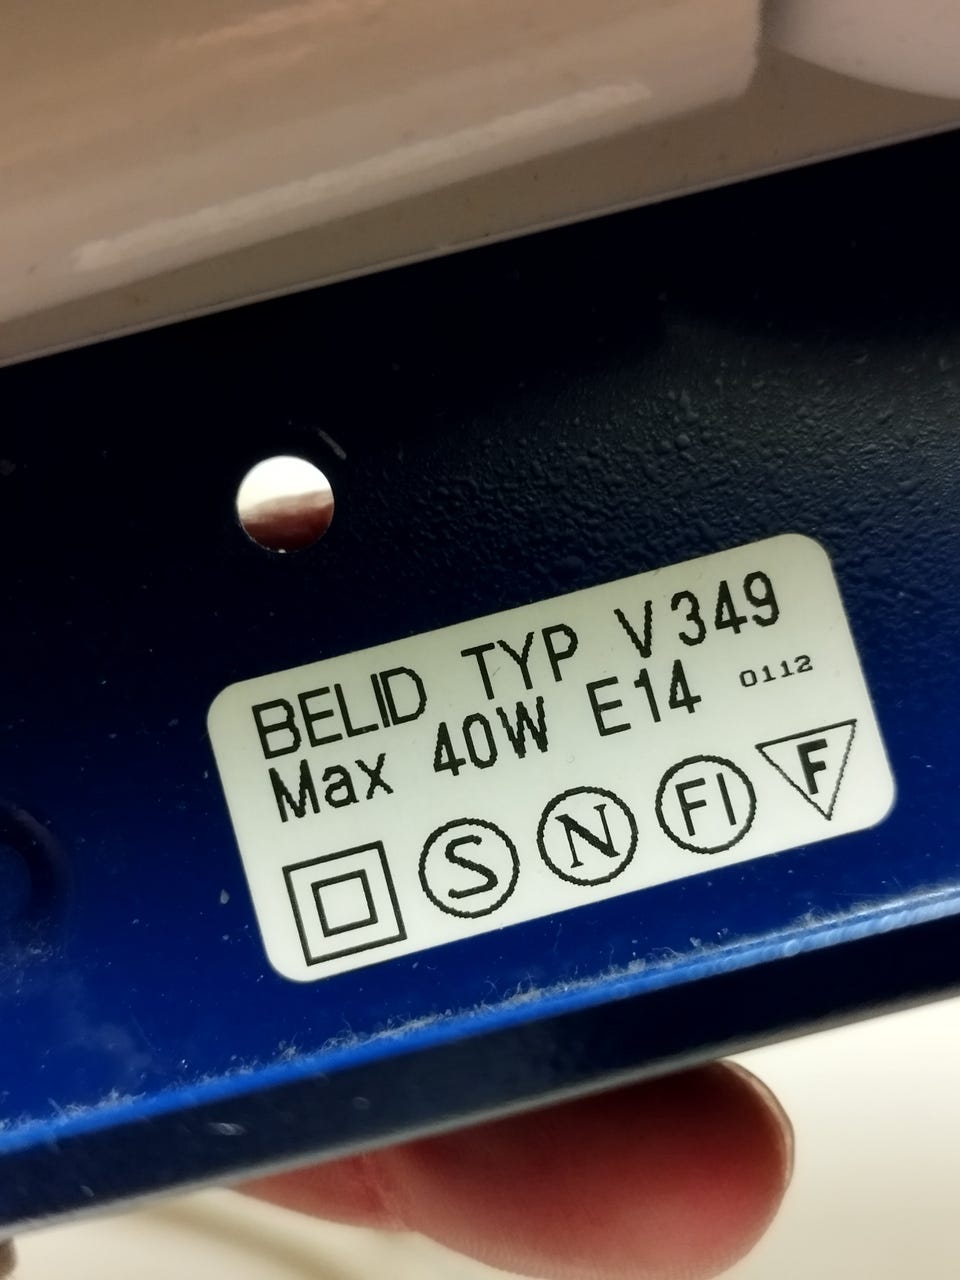 BELID TYP V349
Max 40W E14 0112
S N FI F